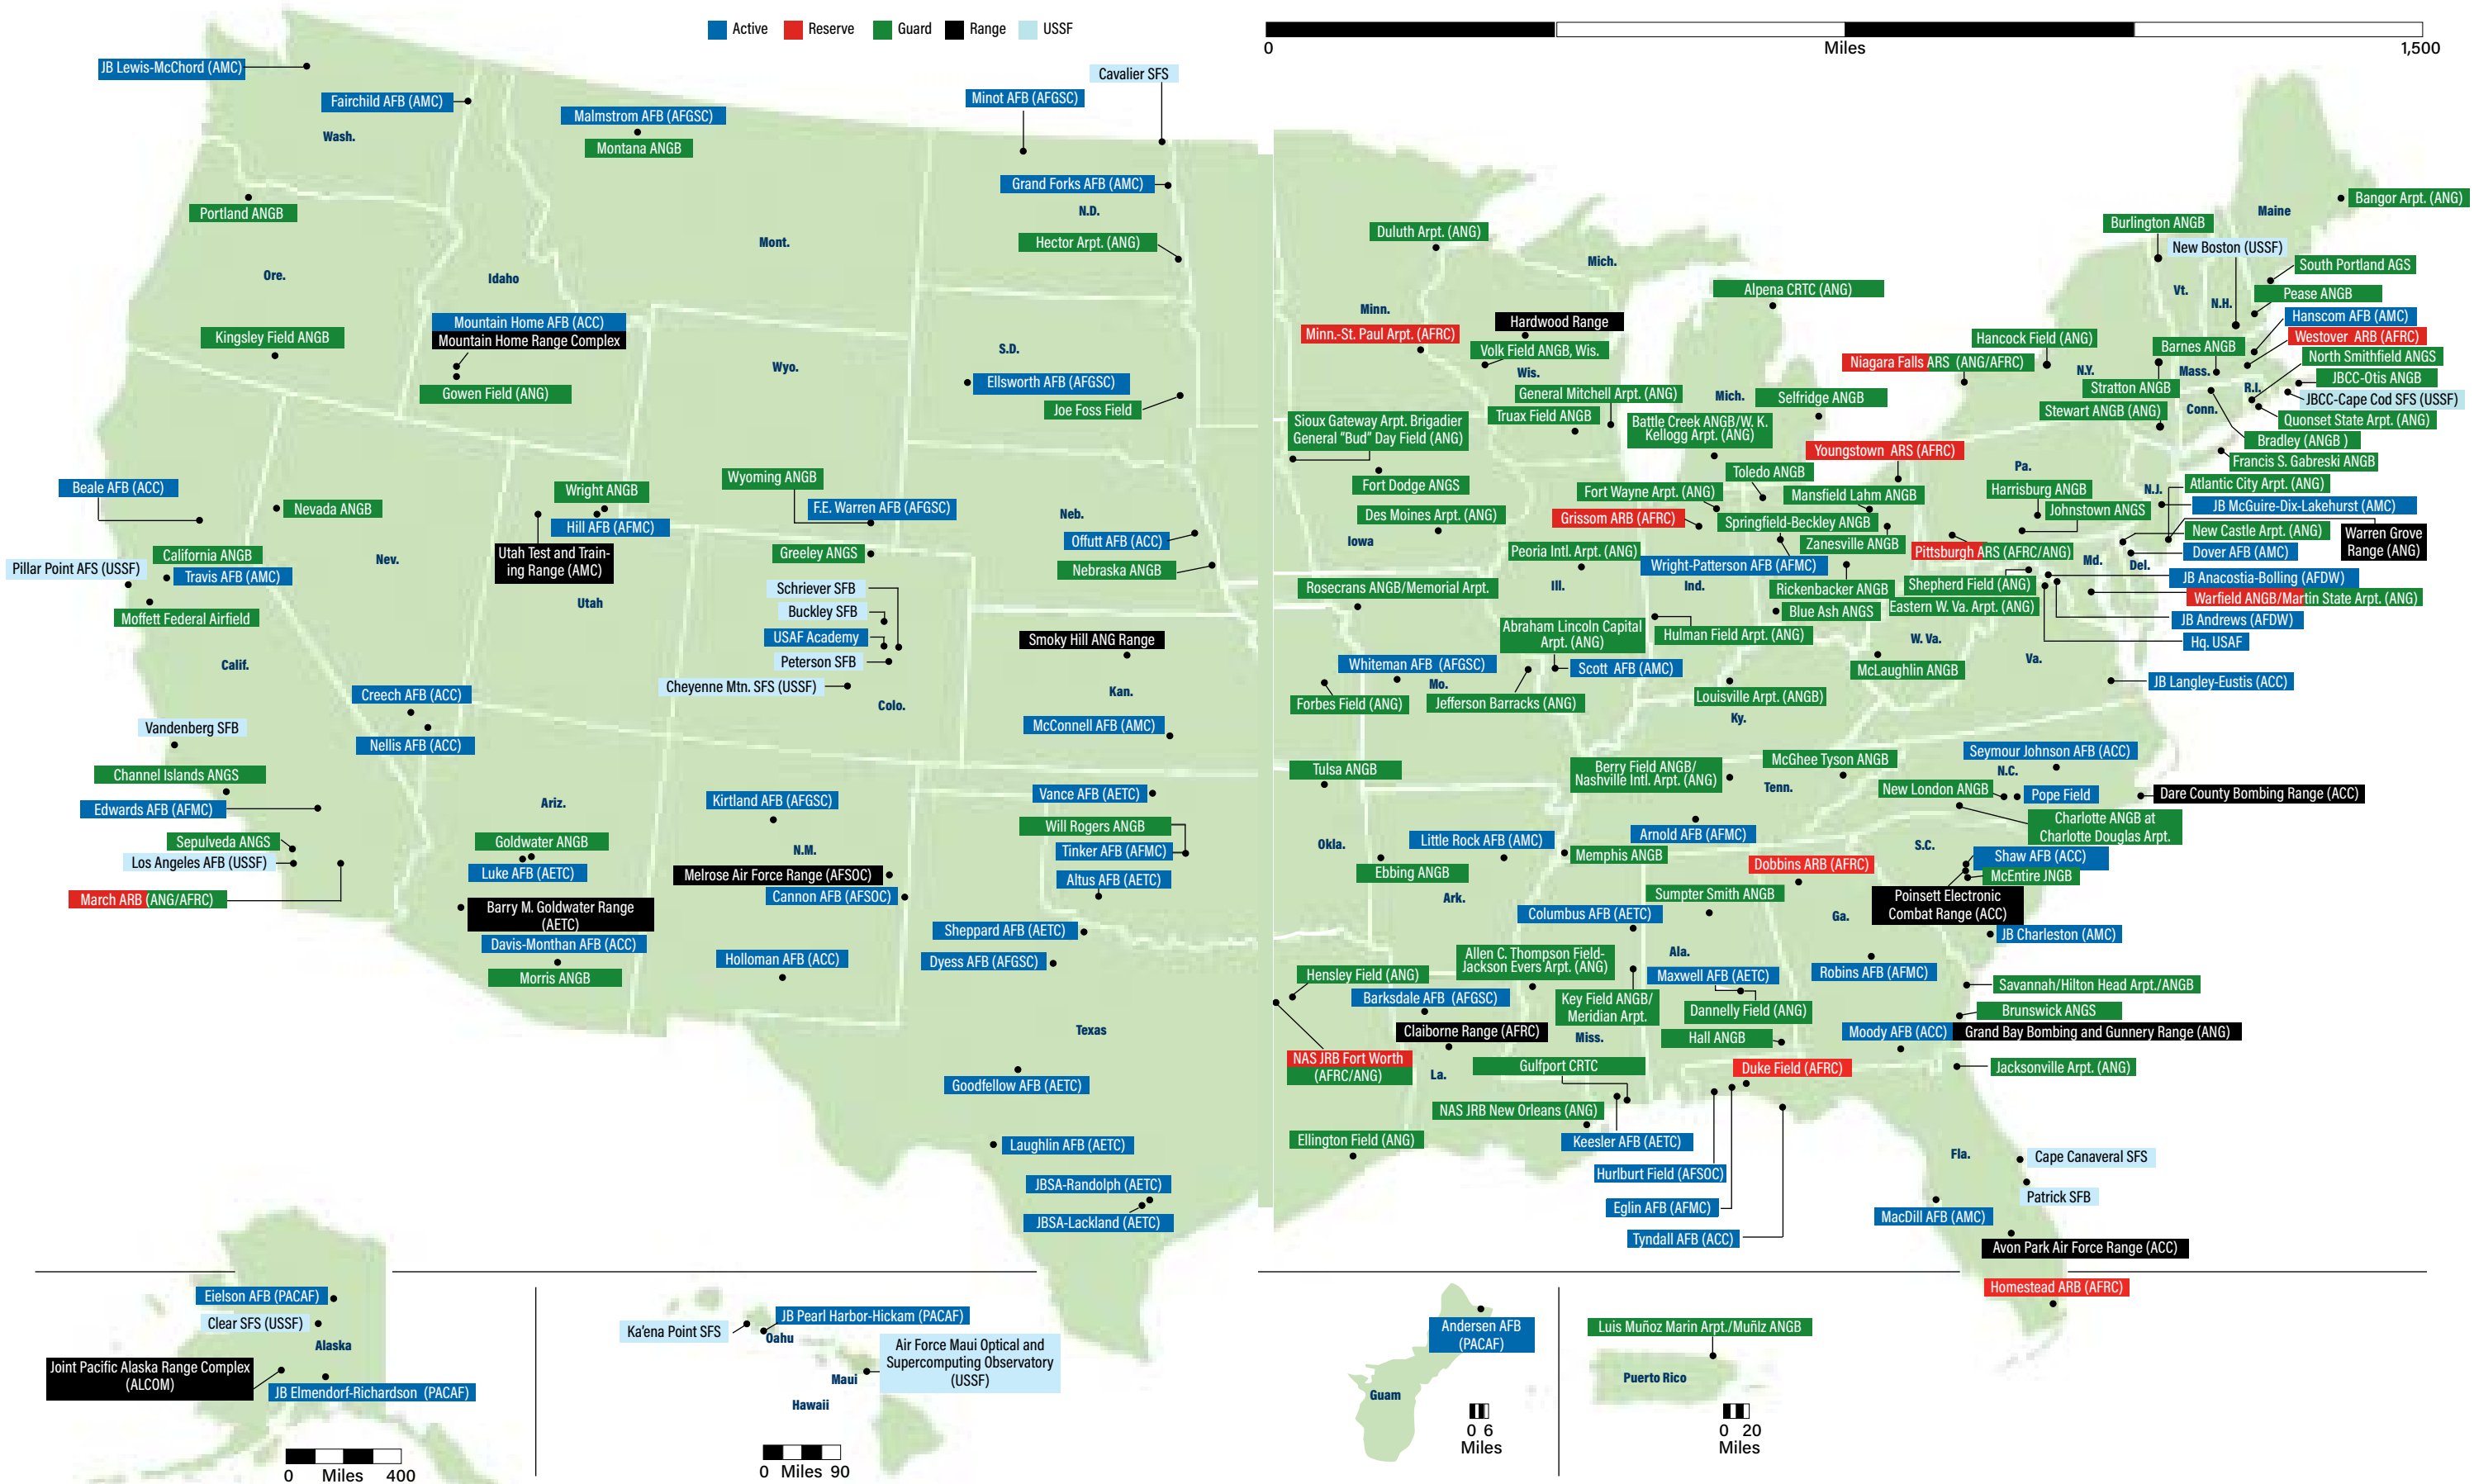 Active
Reserve
Guard
Range
USSF
0
Miles
1,500
JB Lewis-McChord (AMC)
Fairchild AFB (AMC)
Wash.
Malmstrom AFB (AFGSC)
Montana ANGB
Minot AFB (AFGSC)
Cavalier SFS
Grand Forks AFB (AMC)
N.D.
Hector Arpt. (ANG)
Portland ANGB
Ore.
Idaho
Mont.
Kingsley Field ANGB
Mountain Home AFB (ACC)
Mountain Home Range Complex
Gowen Field (ANG)
Wyo.
S.D.
Ellsworth AFB (AFGSC)
Joe Foss Field
Beale AFB (ACC)
Nevada ANGB
Wright ANGB
Hill AFB (AFMC)
Utah Test and Train-
ing Range (AMC)
Wyoming ANGB
F.E. Warren AFB (AFGSC)
Neb.
Offutt AFB (ACC)
Nebraska ANGB
Greeley ANGS
California ANGB
Pillar Point AFS (USSF)
Travis AFB (AMC)
Moffett Federal Airfield
Nev.
Utah
Schriever SFB
Buckley SFB
USAF Academy
Peterson SFB
Cheyenne Mtn. SFS (USSF)
Colo.
Smoky Hill ANG Range
Kan.
McConnell AFB (AMC)
Calif.
Creech AFB (ACC)
Nellis AFB (ACC)
Vandenberg SFB
Channel Islands ANGS
Edwards AFB (AFMC)
Sepulveda ANGS
Los Angeles AFB (USSF)
March ARB (ANG/AFRC)
Ariz.
Goldwater ANGB
Luke AFB (AETC)
Barry M. Goldwater Range
(AETC)
Davis-Monthan AFB (ACC)
Morris ANGB
Kirtland AFB (AFGSC)
N.M.
Melrose Air Force Range (AFSOC)
Cannon AFB (AFSOC)
Holloman AFB (ACC)
Vance AFB (AETC)
Will Rogers ANGB
Tinker AFB (AFMC)
Altus AFB (AETC)
Sheppard AFB (AETC)
Dyess AFB (AFGSC)
Texas
Goodfellow AFB (AETC)
Laughlin AFB (AETC)
JBSA-Randolph (AETC)
JBSA-Lackland (AETC)
Duluth Arpt. (ANG)
Mich.
Minn.
Minn.-St. Paul Arpt. (AFRC)
Hardwood Range
Volk Field ANGB, Wis.
Wis.
Alpena CRTC (ANG)
General Mitchell Arpt. (ANG)
Truax Field ANGB
Mich.
Selfridge ANGB
Battle Creek ANGB/W. K.
Kellogg Arpt. (ANG)
Sioux Gateway Arpt. Brigadier
General "Bud" Day Field (ANG)
Fort Dodge ANGS
Des Moines Arpt. (ANG)
Iowa
Youngstown ARS (AFRC)
Toledo ANGB
Fort Wayne Arpt. (ANG)
Mansfield Lahm ANGB
Grissom ARB (AFRC)
Springfield-Beckley ANGB
Zanesville ANGB
Peoria Intl. Arpt. (ANG)
Wright-Patterson AFB (AFMC)
Rickenbacker ANGB
Blue Ash ANGS
Ill.
Ind.
Rosecrans ANGB/Memorial Arpt.
Abraham Lincoln Capital
Arpt. (ANG)
Hulman Field Arpt. (ANG)
Whiteman AFB (AFGSC)
Scott AFB (AMC)
Mo.
Forbes Field (ANG)
Jefferson Barracks (ANG)
Louisville Arpt. (ANGB)
Ky.
McLaughlin ANGB
W. Va.
Va.
Bangor Arpt. (ANG)
Maine
Burlington ANGB
New Boston (USSF)
South Portland AGS
Vt.
N.H.
Pease ANGB
Hanscom AFB (AMC)
Westover ARB (AFRC)
Hancock Field (ANG)
Barnes ANGB
Niagara Falls ARS (ANG/AFRC)
North Smithfield ANGS
N.Y.
Mass.
JBCC-Otis ANGB
Stratton ANGB
R.I.
JBCC-Cape Cod SFS (USSF)
Stewart ANGB (ANG)
Conn.
Quonset State Arpt. (ANG)
Bradley (ANGB )
Francis S. Gabreski ANGB
Pa.
Harrisburg ANGB
N.J.
Atlantic City Arpt. (ANG)
Johnstown ANGS
JB McGuire-Dix-Lakehurst (AMC)
New Castle Arpt. (ANG)
Warren Grove
Range (ANG)
Pittsburgh ARS (AFRC/ANG)
Md.
Del.
Dover AFB (AMC)
Shepherd Field (ANG)
JB Anacostia-Bolling (AFDW)
Eastern W. Va. Arpt. (ANG)
Warfield ANGB/Martin State Arpt. (ANG)
JB Andrews (AFDW)
Hq. USAF
JB Langley-Eustis (ACC)
Tulsa ANGB
Okla.
Berry Field ANGB/
Nashville Intl. Arpt. (ANG)
McGhee Tyson ANGB
Tenn.
Seymour Johnson AFB (ACC)
N.C.
New London ANGB
Pope Field
Dare County Bombing Range (ACC)
Charlotte ANGB at
Charlotte Douglas Arpt.
Little Rock AFB (AMC)
Arnold AFB (AFMC)
Memphis ANGB
Ebbing ANGB
Ark.
Dobbins ARB (AFRC)
S.C.
Shaw AFB (ACC)
McEntire JNGB
Poinsett Electronic
Combat Range (ACC)
JB Charleston (AMC)
Sumpter Smith ANGB
Columbus AFB (AETC)
Ga.
Ala.
Robins AFB (AFMC)
Allen C. Thompson Field-
Jackson Evers Arpt. (ANG)
Maxwell AFB (AETC)
Hensley Field (ANG)
Barksdale AFB (AFGSC)
Key Field ANGB/
Meridian Arpt.
Dannelly Field (ANG)
Savannah/Hilton Head Arpt./ANGB
Brunswick ANGS
Claiborne Range (AFRC)
Miss.
Hall ANGB
Moody AFB (ACC)
Grand Bay Bombing and Gunnery Range (ANG)
NAS JRB Fort Worth
(AFRC/ANG)
La.
Gulfport CRTC
Duke Field (AFRC)
Jacksonville Arpt. (ANG)
NAS JRB New Orleans (ANG)
Ellington Field (ANG)
Keesler AFB (AETC)
Hurlburt Field (AFSOC)
Eglin AFB (AFMC)
Tyndall AFB (ACC)
Fla.
Cape Canaveral SFS
Patrick SFB
MacDill AFB (AMC)
Avon Park Air Force Range (ACC)
Homestead ARB (AFRC)
Eielson AFB (PACAF)
Clear SFS (USSF)
Alaska
Joint Pacific Alaska Range Complex
(ALCOM)
JB Elmendorf-Richardson (PACAF)
0 Miles 400
Ka'ena Point SFS
JB Pearl Harbor-Hickam (PACAF)
Oahu
Air Force Maui Optical and
Supercomputing Observatory
(USSF)
Maui
Hawaii
0 Miles 90
Andersen AFB
(PACAF)
Guam
0 6
Miles
Luis Muñoz Marin Arpt./Muñlz ANGB
Puerto Rico
0 20
Miles